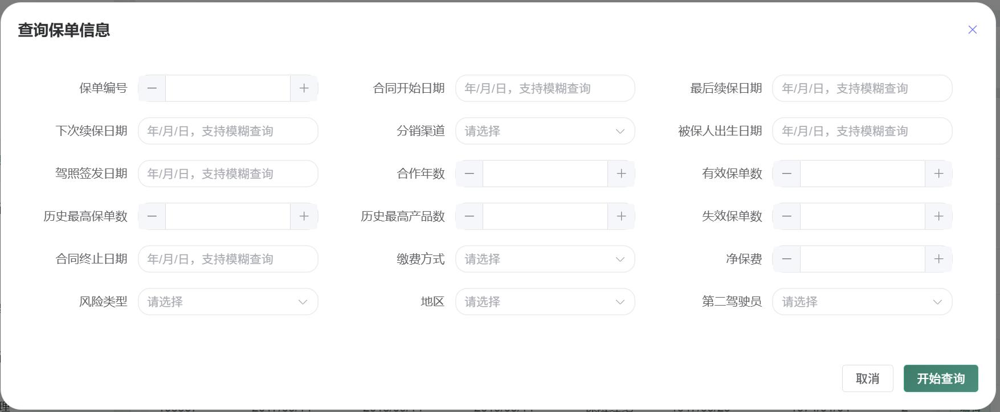 查询保单信息
保单编号 合同开始日期 年/月/日，支持模糊查询 最后续保日期 年/月/日，支持模糊查询
下次续保日期 年/月/日，支持模糊查询 分销渠道 请选择 被保人出生日期 年/月/日，支持模糊查询
驾照签发日期 年/月/日，支持模糊查询 合作年数 有效保单数
历史最高保单数 历史最高产品数 失效保单数
合同终止日期 年/月/日，支持模糊查询 缴费方式 请选择 净保费
风险类型 请选择 地区 请选择 第二驾驶员 请选择
取消 开始查询
理